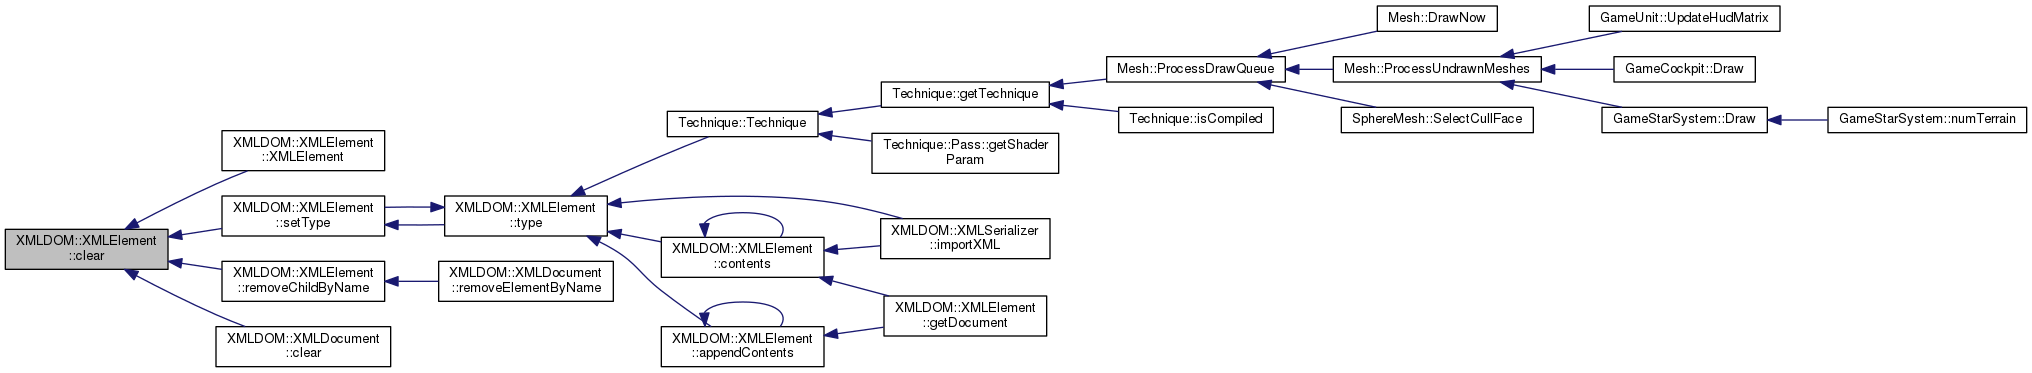 XMLDOM::XMLElement
::clear
XMLDOM::XMLElement
::XMLElement
XMLDOM::XMLElement
::setType
XMLDOM::XMLElement
::removeChildByName
XMLDOM::XMLDocument
::clear
XMLDOM::XMLElement
::type
XMLDOM::XMLDocument
::removeElementByName
Technique::Technique
XMLDOM::XMLElement
::contents
XMLDOM::XMLElement
::appendContents
Technique::getTechnique
Technique::Pass::getShader
Param
XMLDOM::XMLSerializer
::importXML
XMLDOM::XMLElement
::getDocument
Mesh::ProcessDrawQueue
Technique::isCompiled
Mesh::DrawNow
Mesh::ProcessUndrawnMeshes
SphereMesh::SelectCullFace
GameUnit::UpdateHudMatrix
GameCockpit::Draw
GameStarSystem::Draw
GameStarSystem::numTerrain